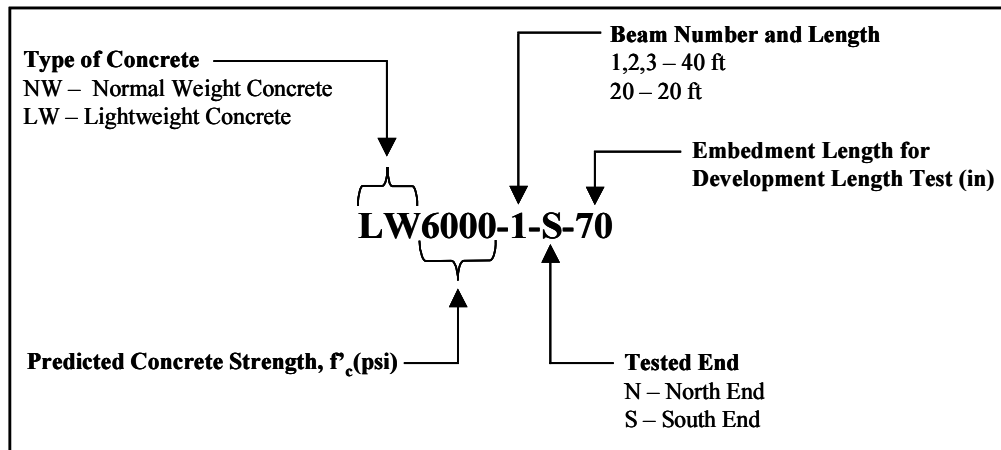 Type of Concrete
NW – Normal Weight Concrete
LW – Lightweight Concrete
Beam Number and Length
1,2,3 – 40 ft
20 – 20 ft
Embedment Length for
Development Length Test (in)
LW6000-1-S-70
Predicted Concrete Strength, f'c(psi)
Tested End
N – North End
S – South End